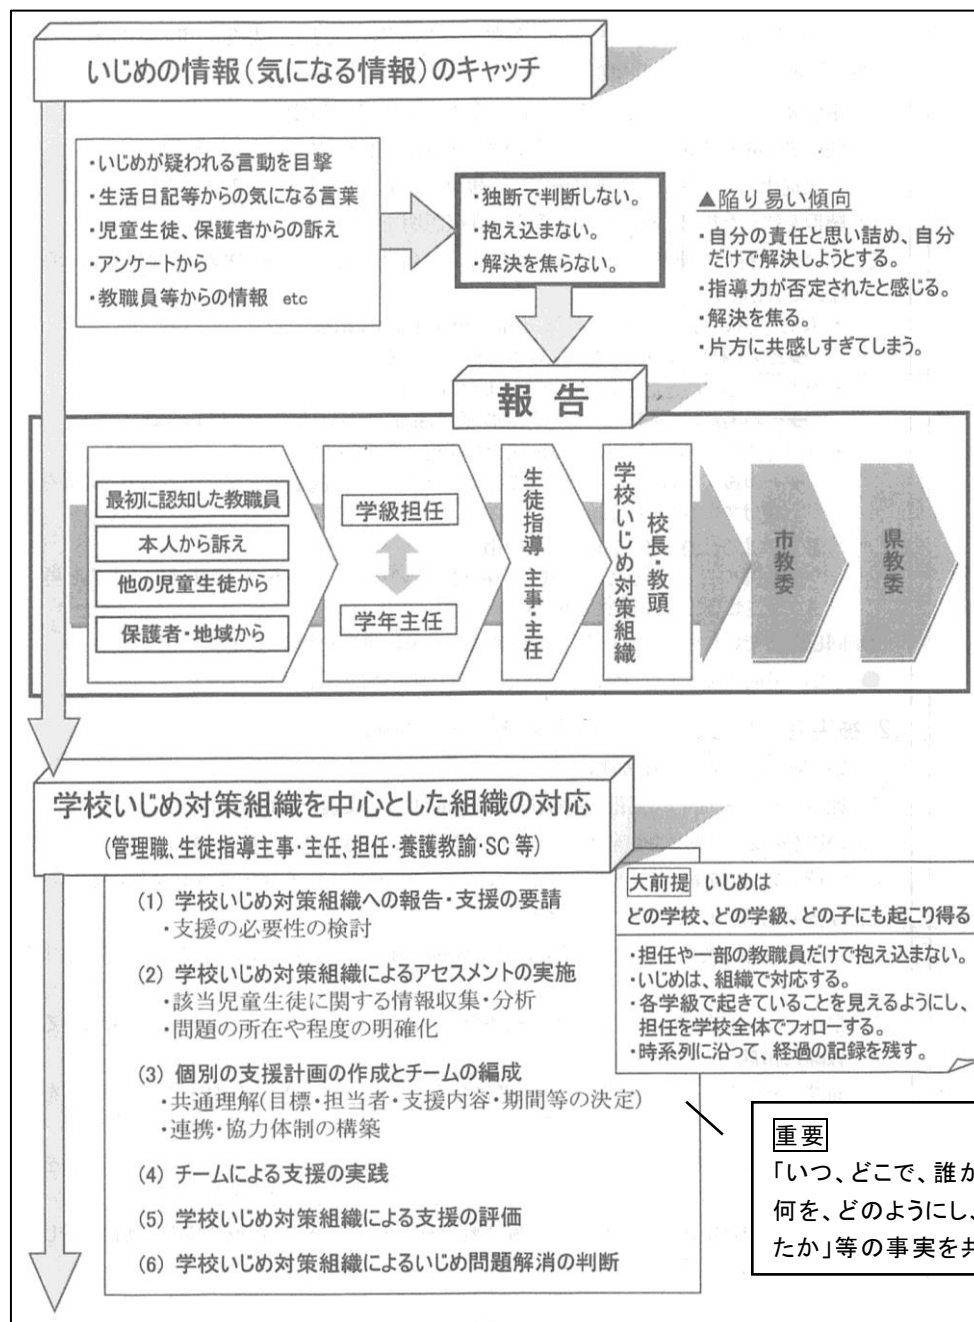 いじめの情報(気になる情報)のキャッチ
・いじめが疑われる言動を目撃
・生活日記等からの気になる言葉
・児童生徒、保護者からの訴え
・アンケートから
・教職員等からの情報 etc
・独断で判断しない。
・抱え込まない。
・解決を焦らない。
▲陥り易い傾向
・自分の責任と思い詰め、自分
だけで解決しようとする。
・指導力が否定されたと感じる。
・解決を焦る。
・片方に共感しすぎてしまう。
報告
最初に認知した教職員
本人から訴え
他の児童生徒から
保護者・地域から
学級担任
学年主任
生徒指導 主事・主任
校長・教頭
学校いじめ対策組織
市教委
県教委
学校いじめ対策組織を中心とした組織の対応
(管理職、生徒指導主事・主任、担任・養護教諭・SC 等)
(1) 学校いじめ対策組織への報告・支援の要請
・支援の必要性の検討
(2) 学校いじめ対策組織によるアセスメントの実施
・該当児童生徒に関する情報収集・分析
・問題の所在や程度の明確化
(3) 個別の支援計画の作成とチームの編成
・共通理解(目標・担当者・支援内容・期間等の決定)
・連携・協力体制の構築
(4) チームによる支援の実践
(5) 学校いじめ対策組織による支援の評価
(6) 学校いじめ対策組織によるいじめ問題解消の判断
大前提 いじめは
どの学校、どの学級、どの子にも起こり得る
・担任や一部の教職員だけで抱え込まない。
・いじめは、組織で対応する。
・各学級で起きていることを見えるようにし、
担任を学校全体でフォローする。
・時系列に沿って、経過の記録を残す。
重要
「いつ、どこで、誰が
何を、どのようにし、
たか」等の事実を